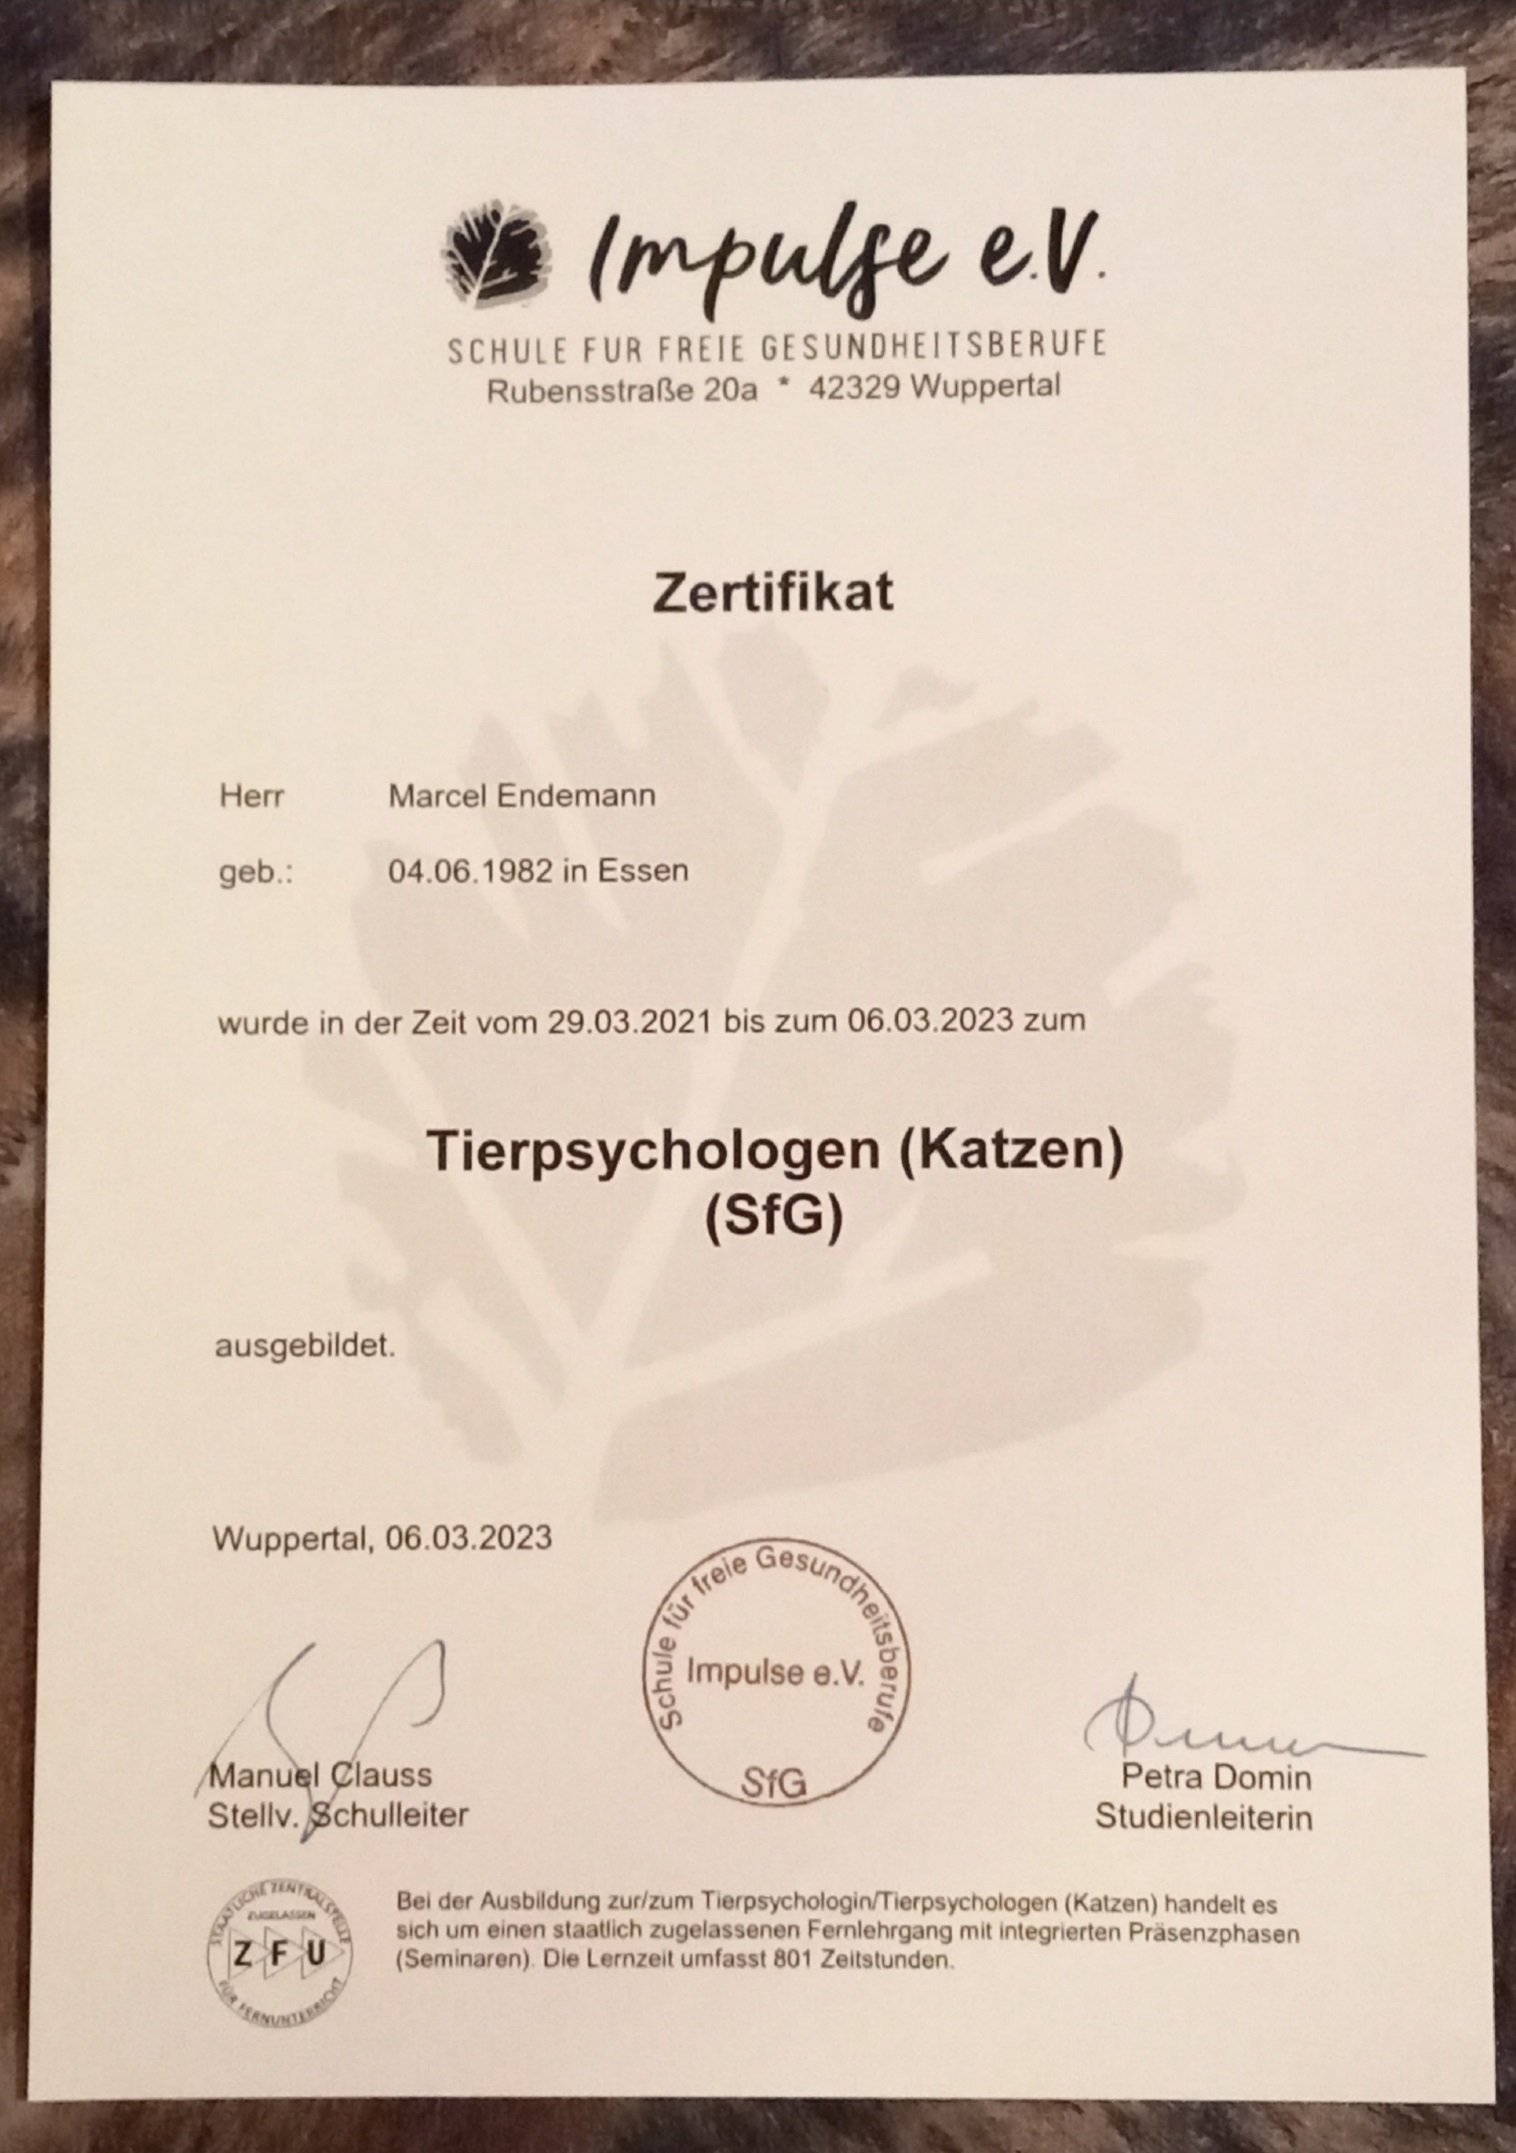 Impulse e.V.
SCHULE FÜR FREIE GESUNDHEITSBERUFE
Rubensstraße 20a * 42329 Wuppertal
Zertifikat
Herr Marcel Endemann
geb.: 04.06.1982 in Essen
wurde in der Zeit vom 29.03.2021 bis zum 06.03.2023 zum
Tierpsychologen (Katzen)
(SfG)
ausgebildet.
Wuppertal, 06.03.2023
Schule für freie Gesundheitsberufe
Impulse e.V.
SfG
Manuel Clauss
Stellv. Schulleiter
Petra Domin
Studienleiterin
STAATLICHE ZENTRALSTELLE
ZUGELASSEN
ZFU
FÜR FERNUNTERRICHT
Bei der Ausbildung zur/zum Tierpsychologin/Tierpsychologen (Katzen) handelt es
sich um einen staatlich zugelassenen Fernlehrgang mit integrierten Präsenzphasen
(Seminaren). Die Lernzeit umfasst 801 Zeitstunden.